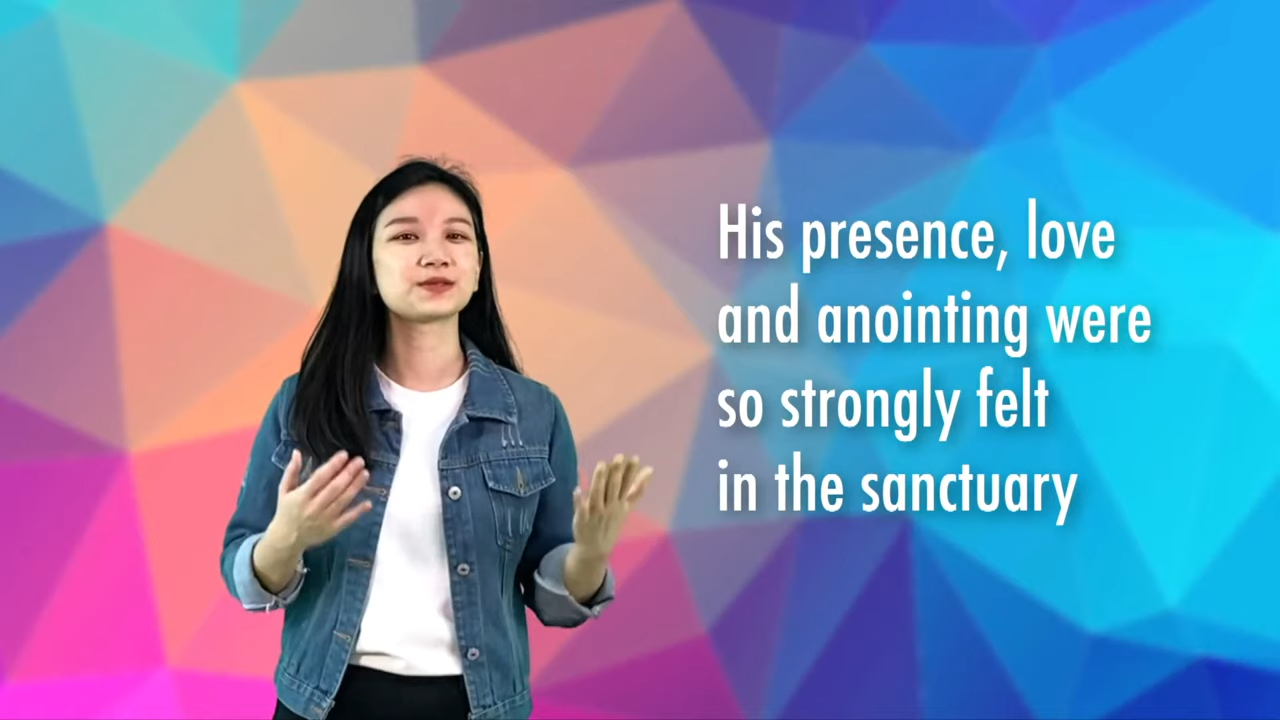 His presence, love
and anointing were
so strongly felt
in the sanctuary